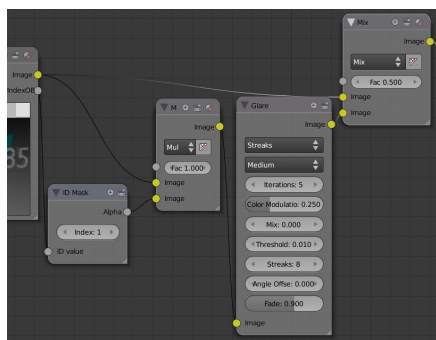 Mix
Image
Mix
Fac 0.500
Image
Image
Image
IndexOB
85
M
Image
Mul
Fac 1.000
Image
Image
Glare
Image
Streaks
Medium
Iterations: 5
Color Modulatio: 0.250
Mix: 0.000
Threshold: 0.010
Streaks: 8
Angle Offse: 0.000
Fade: 0.900
Image
ID Mask
Alpha
Index: 1
ID value